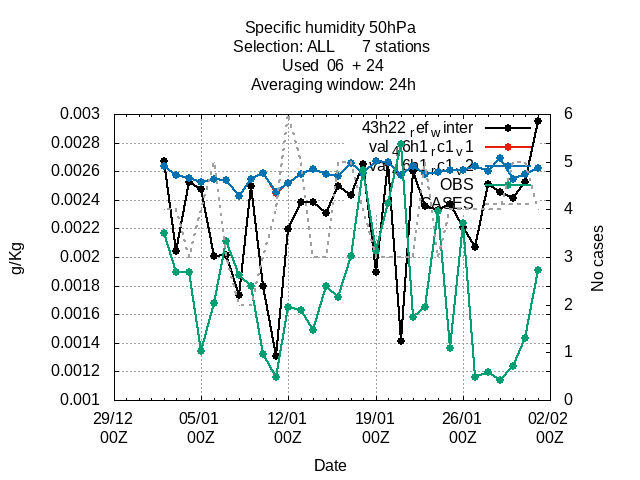 Specific humidity 50hPa
Selection: ALL 7 stations
Used 06 + 24
Averaging window: 24h
0.003
0.0028
0.0026
0.0024
0.0022
0.002
0.0018
0.0016
0.0014
0.0012
0.001
g/Kg
6
5
4
3
2
1
0
No cases
43h22_ref_winter
val_46h1_rc1_v1
val_46h1_rc1_2
OBS
CASES
29/12 05/01 12/01 19/01 26/01 02/02
00Z 00Z 00Z 00Z 00Z 00Z
Date